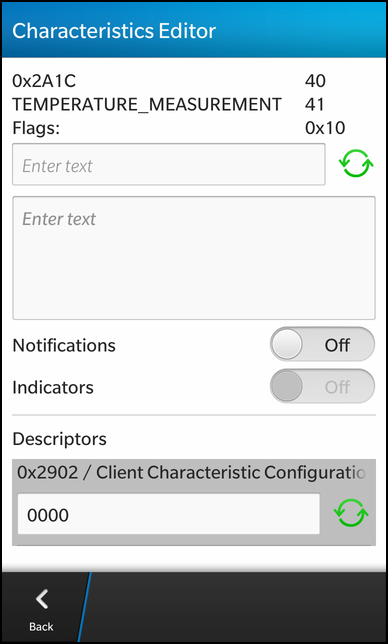 Characteristics Editor
0x2A1C 40
TEMPERATURE_MEASUREMENT 41
Flags: 0x10
Enter text
Enter text
Notifications Off
Indicators Off
Descriptors
0x2902 / Client Characteristic Configuratio
0000
Back